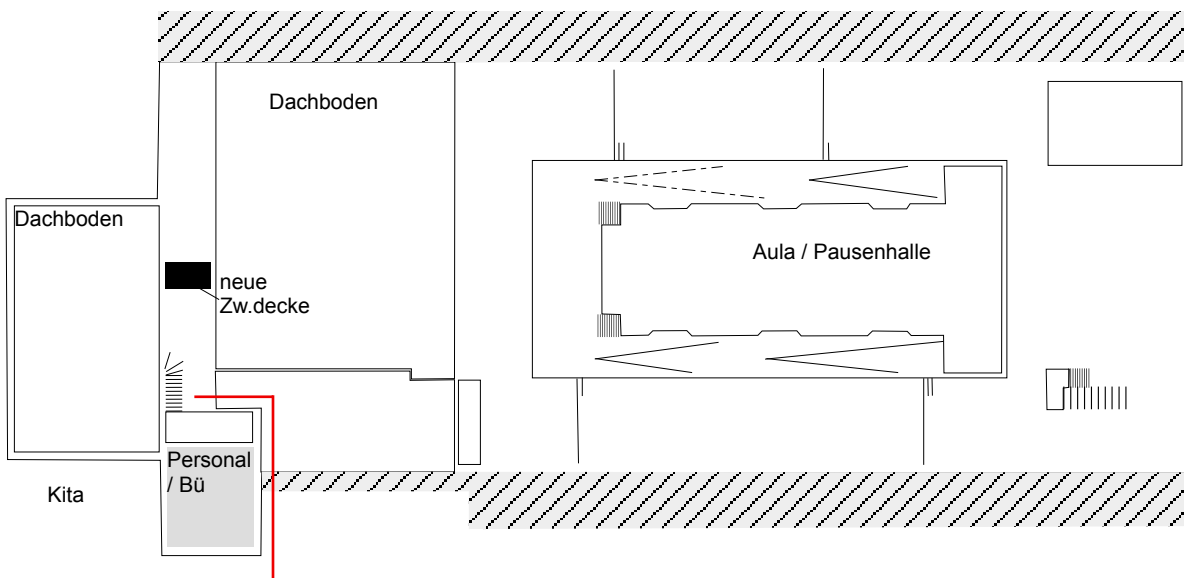 Dachboden
Dachboden
neue
Zw.decke
Aula / Pausenhalle
Personal
/ Bü
Kita